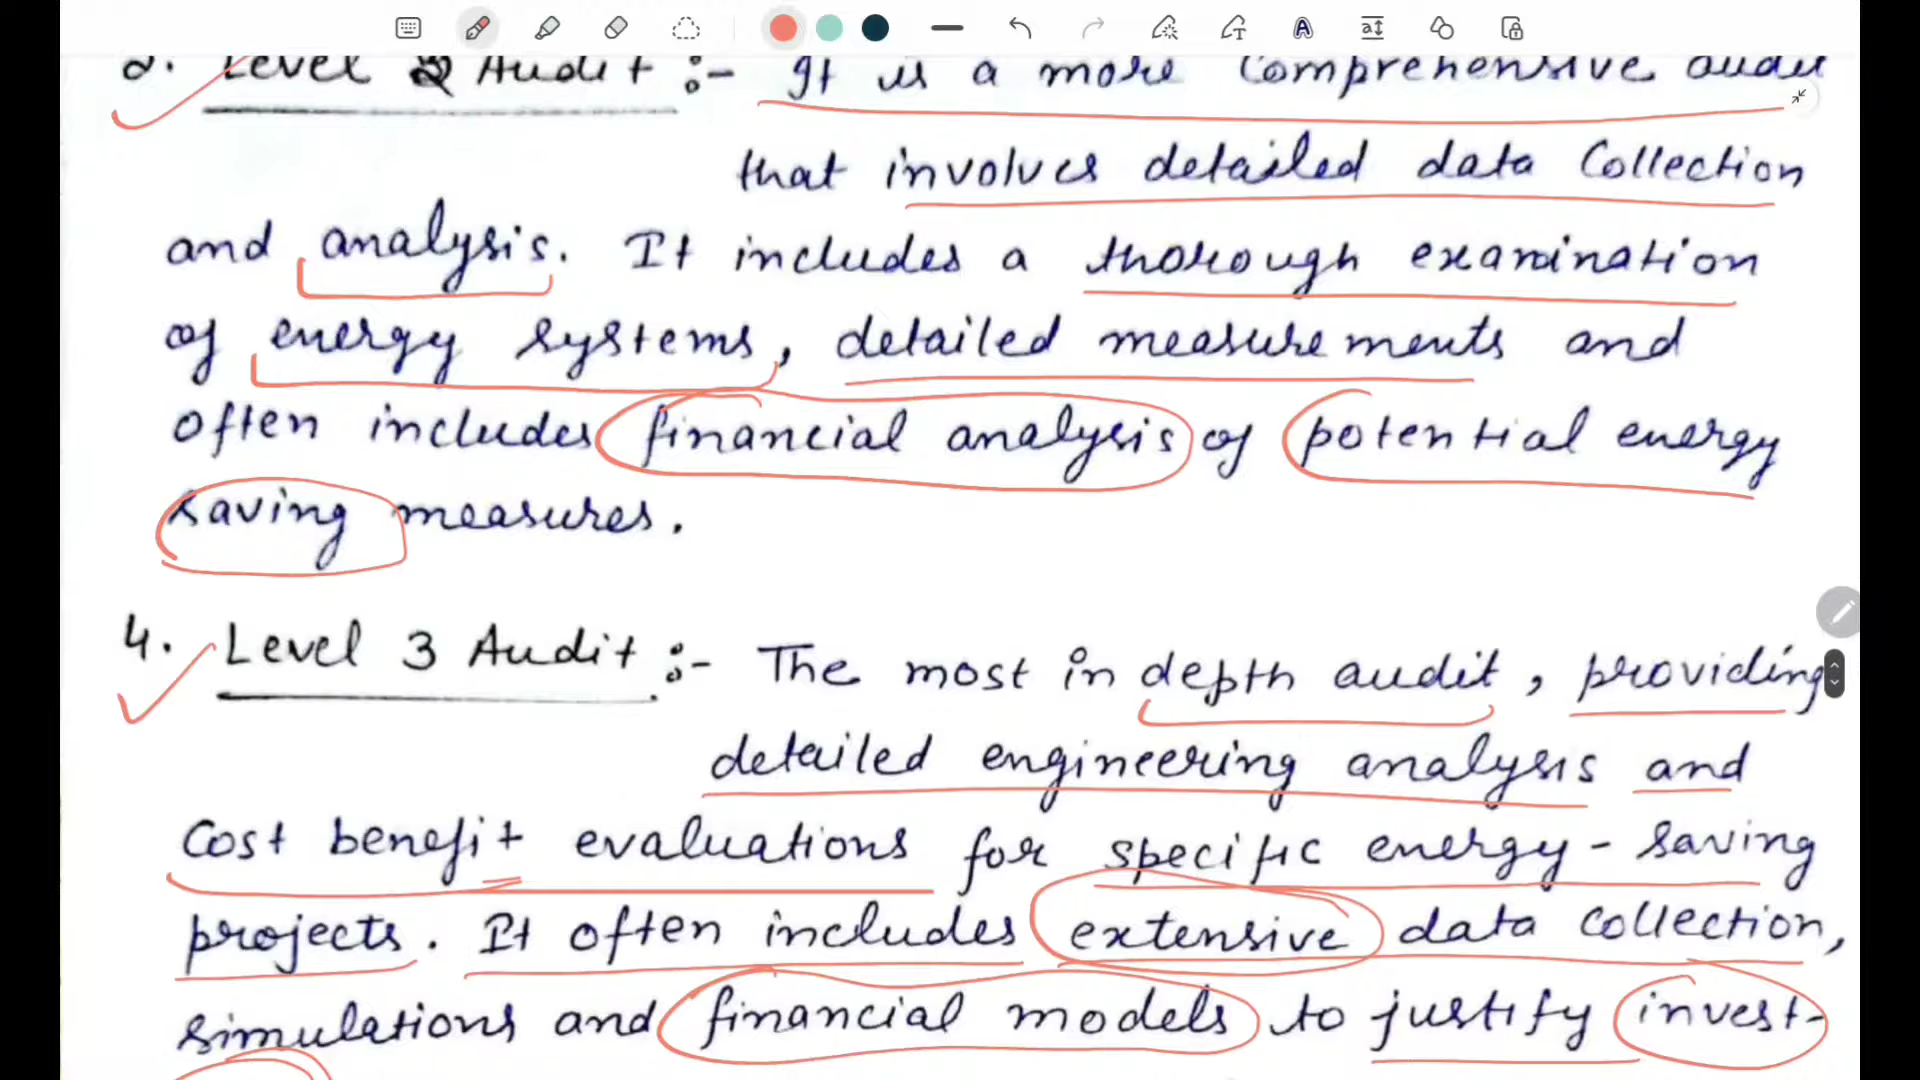 Level 2 Audit :- It is a more comprehensive audit
that involves detailed data collection
and analysis. It includes a thorough examination
of energy systems, detailed measurements and
often includes financial analysis of potential energy
saving measures.
4. Level 3 Audit :- The most in depth audit, providing
detailed engineering analysis and
Cost benefit evaluations for specific energy-saving
projects. It often includes extensive data collection,
simulations and financial models to justify invest-